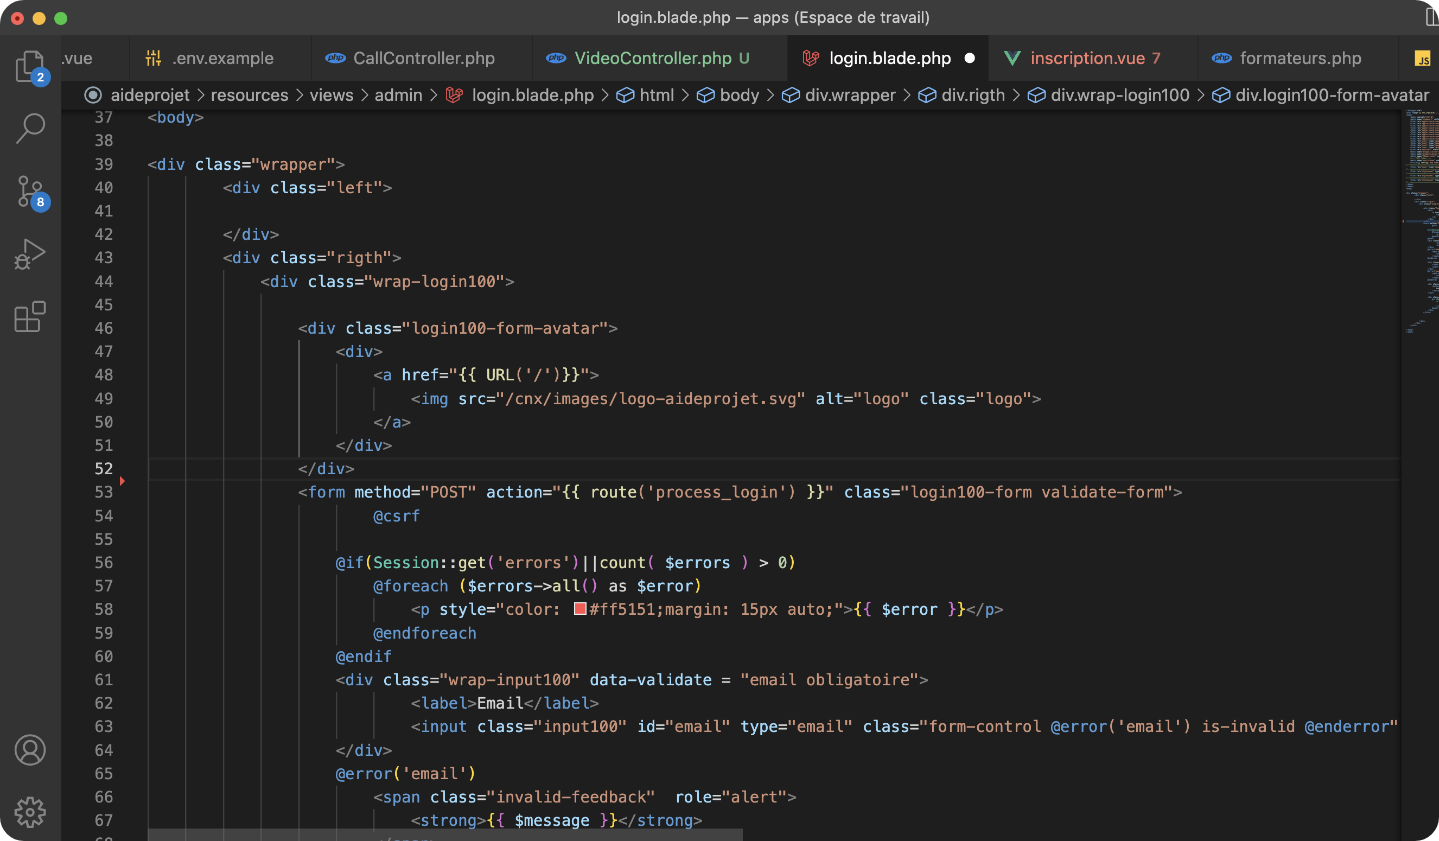 login.blade.php — apps (Espace de travail)
.vue
.env.example
php CallController.php
php VideoController.php U
login.blade.php
inscription.vue 7
php formateurs.php
JS
aideprojet > resources > views > admin > login.blade.php > html > body > div.wrapper > div.rigth > div.wrap-login100 > div.login100-form-avatar
2
8
37 <body>
38
39 <div class="wrapper">
40 <div class="left">
41
42 </div>
43 <div class="rigth">
44 <div class="wrap-login100">
45
46 <div class="login100-form-avatar">
47 <div>
48 <a href="{{ URL('/')}}">
49 <img src="/cnx/images/logo-aideprojet.svg" alt="logo" class="logo">
50 </a>
51 </div>
52 </div>
53 <form method="POST" action="{{ route('process_login') }}" class="login100-form validate-form">
54 @csrf
55
56 @if(Session::get('errors')||count( $errors ) > 0)
57 @foreach ($errors->all() as $error)
58 <p style="color: #ff5151;margin: 15px auto;">{{ $error }}</p>
59 @endforeach
60 @endif
61 <div class="wrap-input100" data-validate = "email obligatoire">
62 <label>Email</label>
63 <input class="input100" id="email" type="email" class="form-control @error('email') is-invalid @enderror"
64 </div>
65 @error('email')
66 <span class="invalid-feedback"  role="alert">
67 <strong>{{ $message }}</strong>